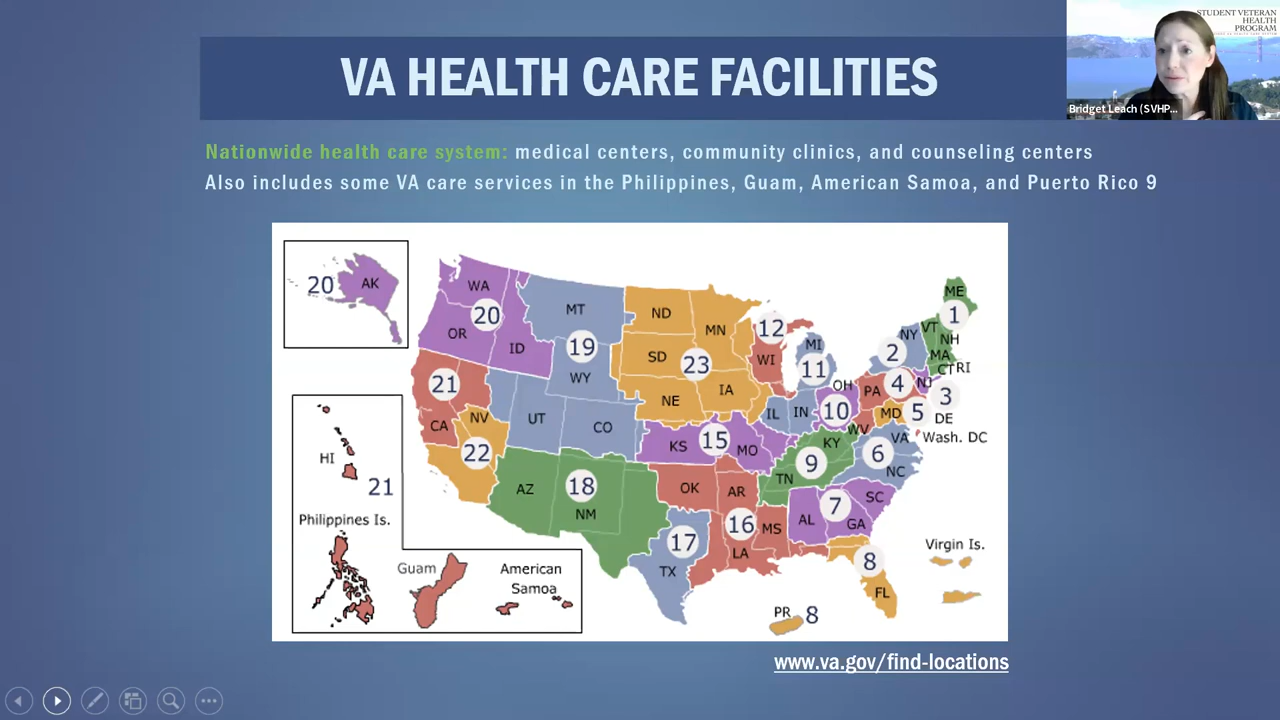 STUDENT VETERAN
HEALTH
PROGRAM
VA HEALTH CARE FACILITIES
Bridget Leach (SVHP...
Nationwide health care system: medical centers, community clinics, and counseling centers
Also includes some VA care services in the Philippines, Guam, American Samoa, and Puerto Rico 9
20 AK
WA
20
OR
ID
MT
19
WY
ND
MN
SD
23
NE
IA
12
WI
MI
11
ME
1
VT
NH
NY
2
MA
CT RI
21
CA
NV
22
UT
CO
IL
IN
OH
10
PA
4
NJ
3
MD
5
DE
Wash. DC
WV
VA
6
NC
KS
15
MO
KY
9
TN
HI
21
AZ
18
NM
OK
AR
16
MS
LA
AL
7
GA
SC
17
TX
8
FL
Philippines Is.
Guam
American
Samoa
Virgin Is.
PR 8
www.va.gov/find-locations